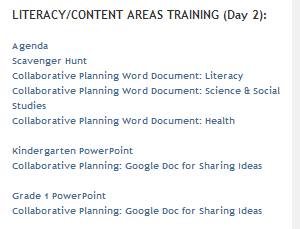 LITERACY/CONTENT AREAS TRAINING (Day 2):
Agenda
Scavenger Hunt
Collaborative Planning Word Document: Literacy
Collaborative Planning Word Document: Science & Social
Studies
Collaborative Planning Word Document: Health
Kindergarten PowerPoint
Collaborative Planning: Google Doc for Sharing Ideas
Grade 1 PowerPoint
Collaborative Planning: Google Doc for Sharing Ideas